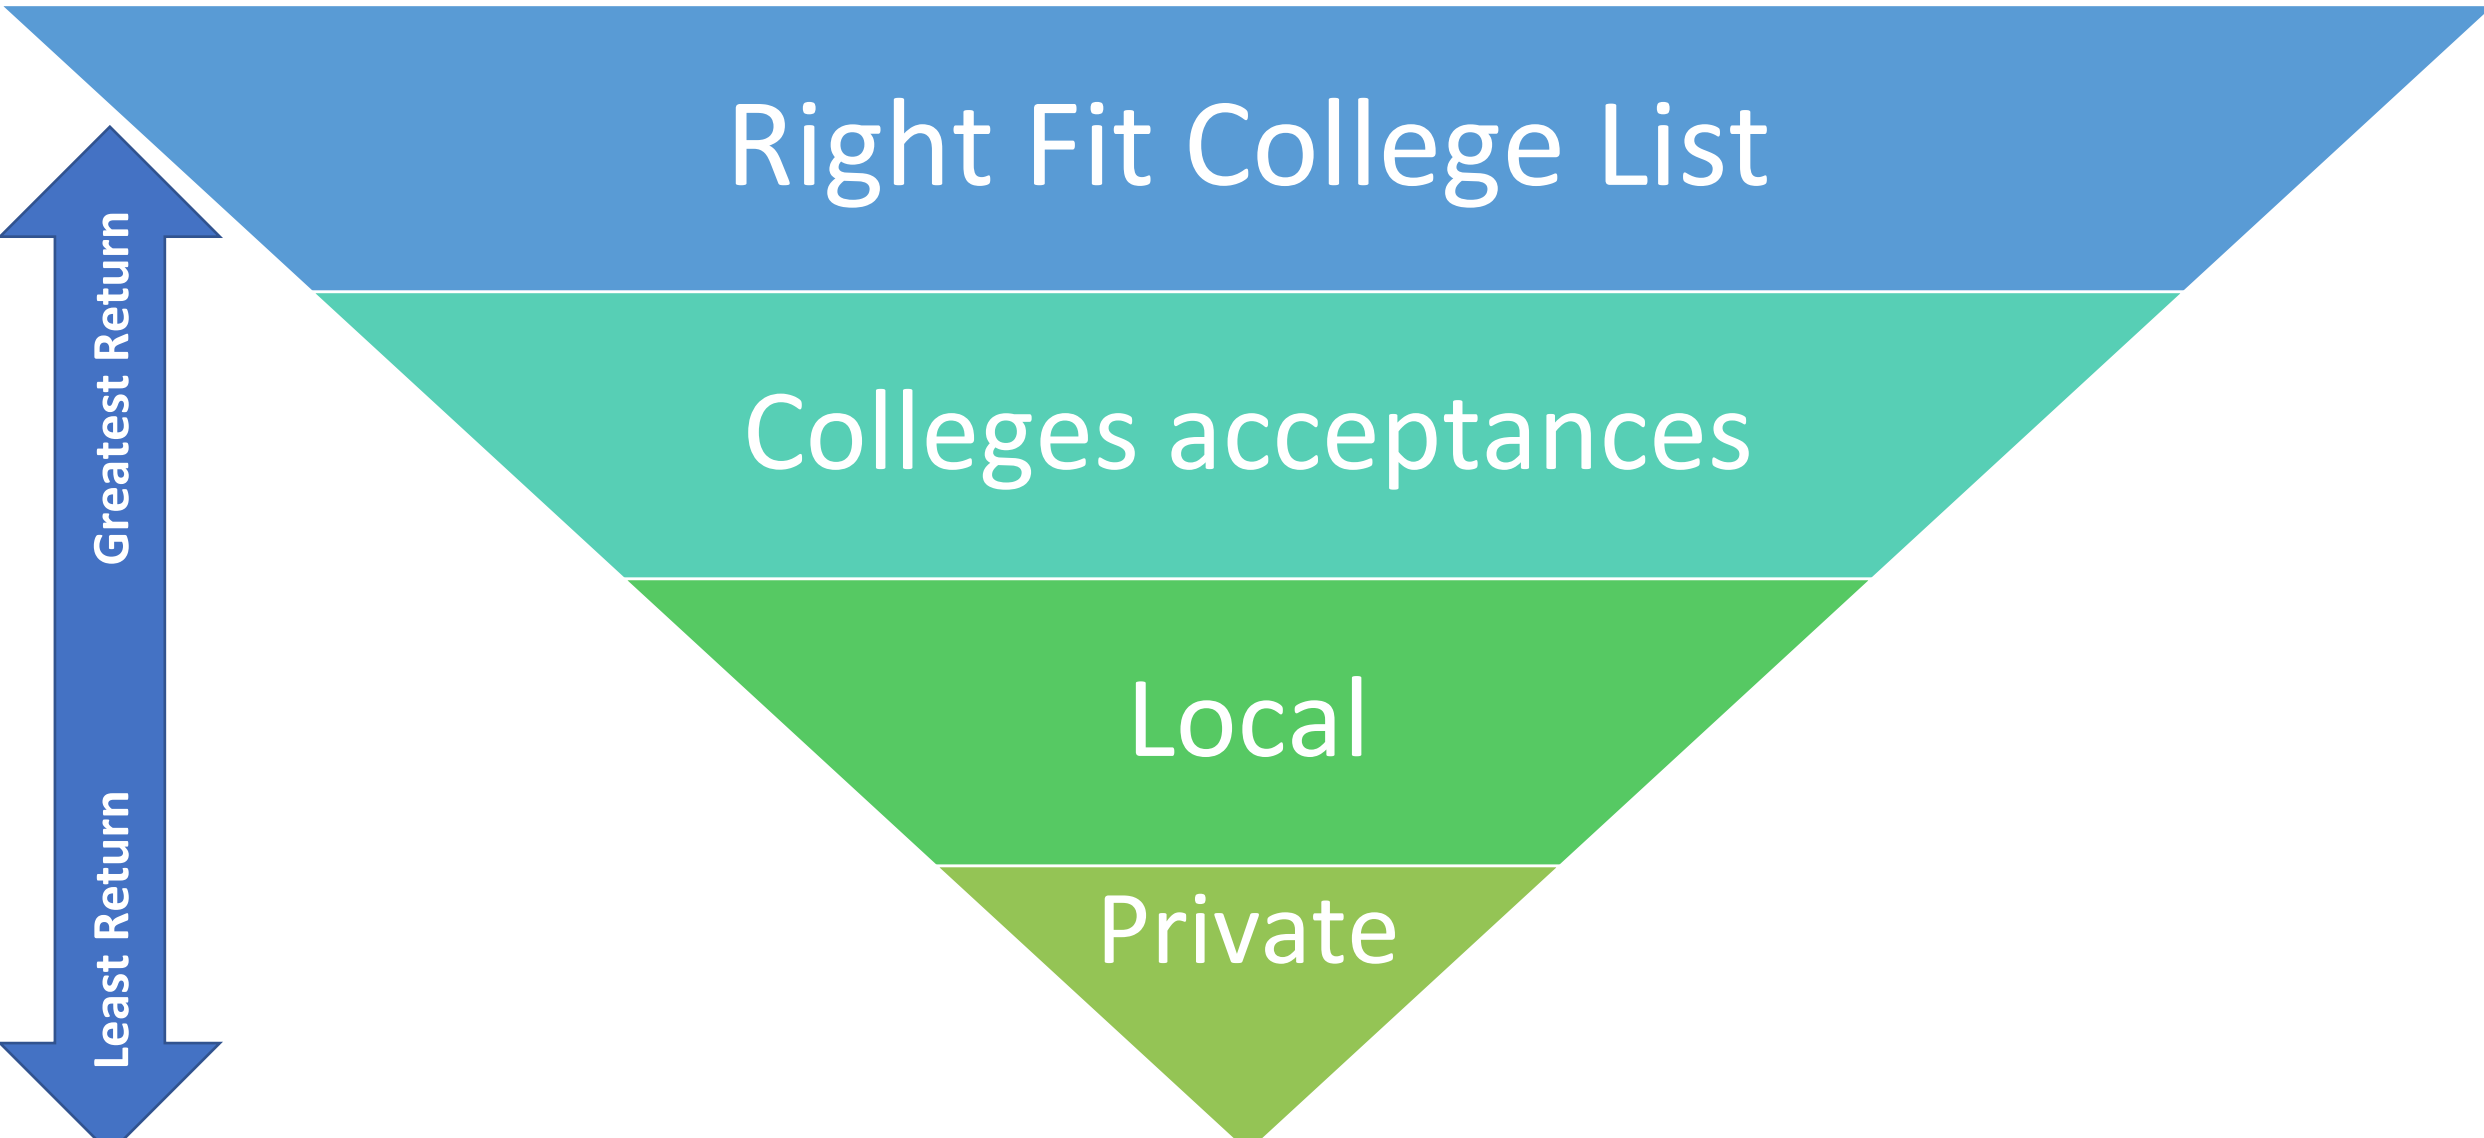 Right Fit College List
Greatest Return
Colleges acceptances
Local
Least Return
Private